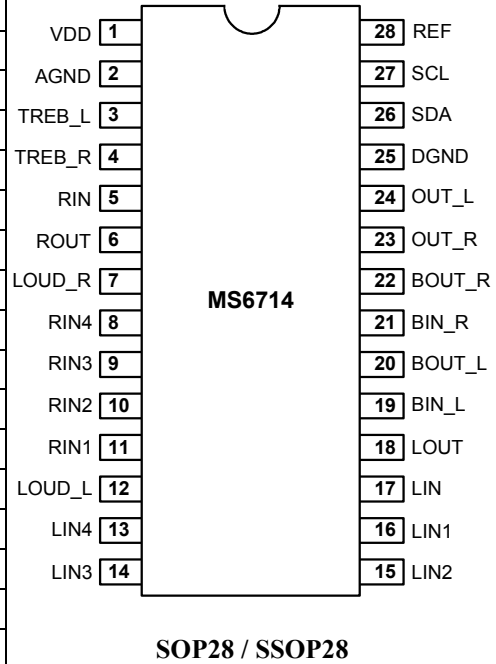 VDD 1 28 REF
AGND 2 27 SCL
TREB_L 3 26 SDA
TREB_R 4 25 DGND
RIN 5 24 OUT_L
ROUT 6 23 OUT_R
LOUD_R 7 22 BOUT_R
MS6714
RIN4 8 21 BIN_R
RIN3 9 20 BOUT_L
RIN2 10 19 BIN_L
RIN1 11 18 LOUT
LOUD_L 12 17 LIN
LIN4 13 16 LIN1
LIN3 14 15 LIN2
SOP28 / SSOP28